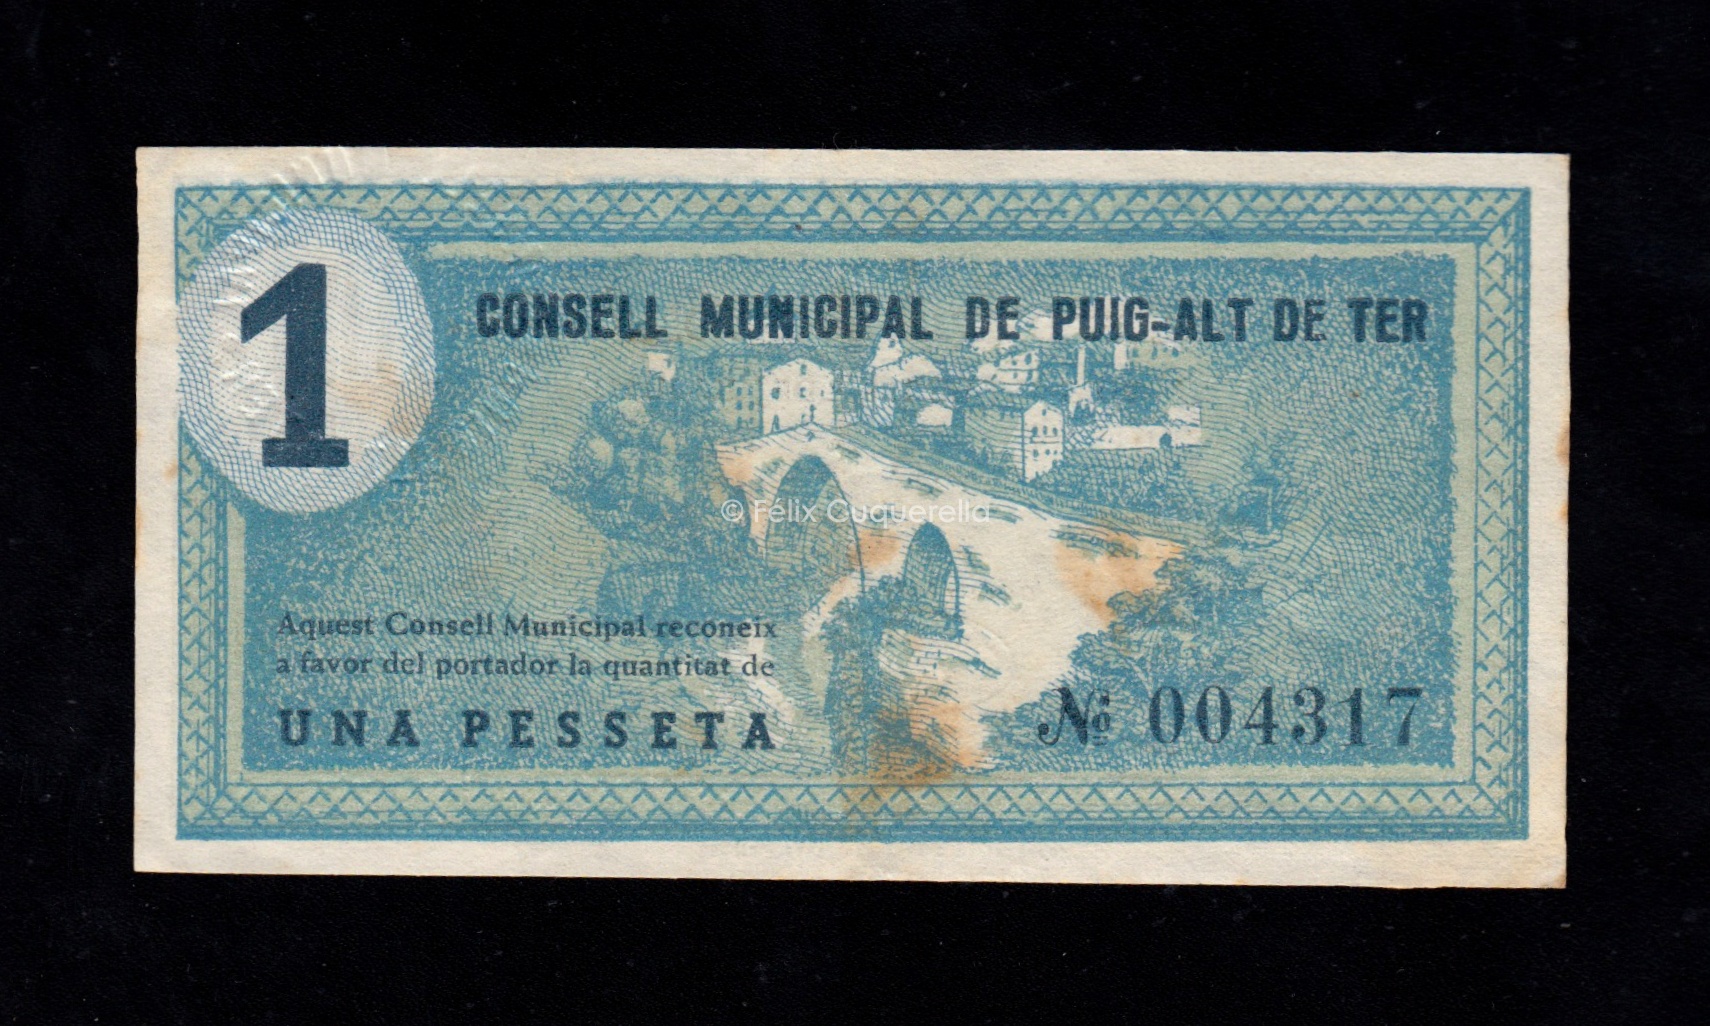 1
CONSELL MUNICIPAL DE PUIG-ALT DE TER
© Fèlix Cuquerella
Aquest Consell Municipal reconeix
a favor del portador la quantitat de
UNA PESSETA
Nº 004317